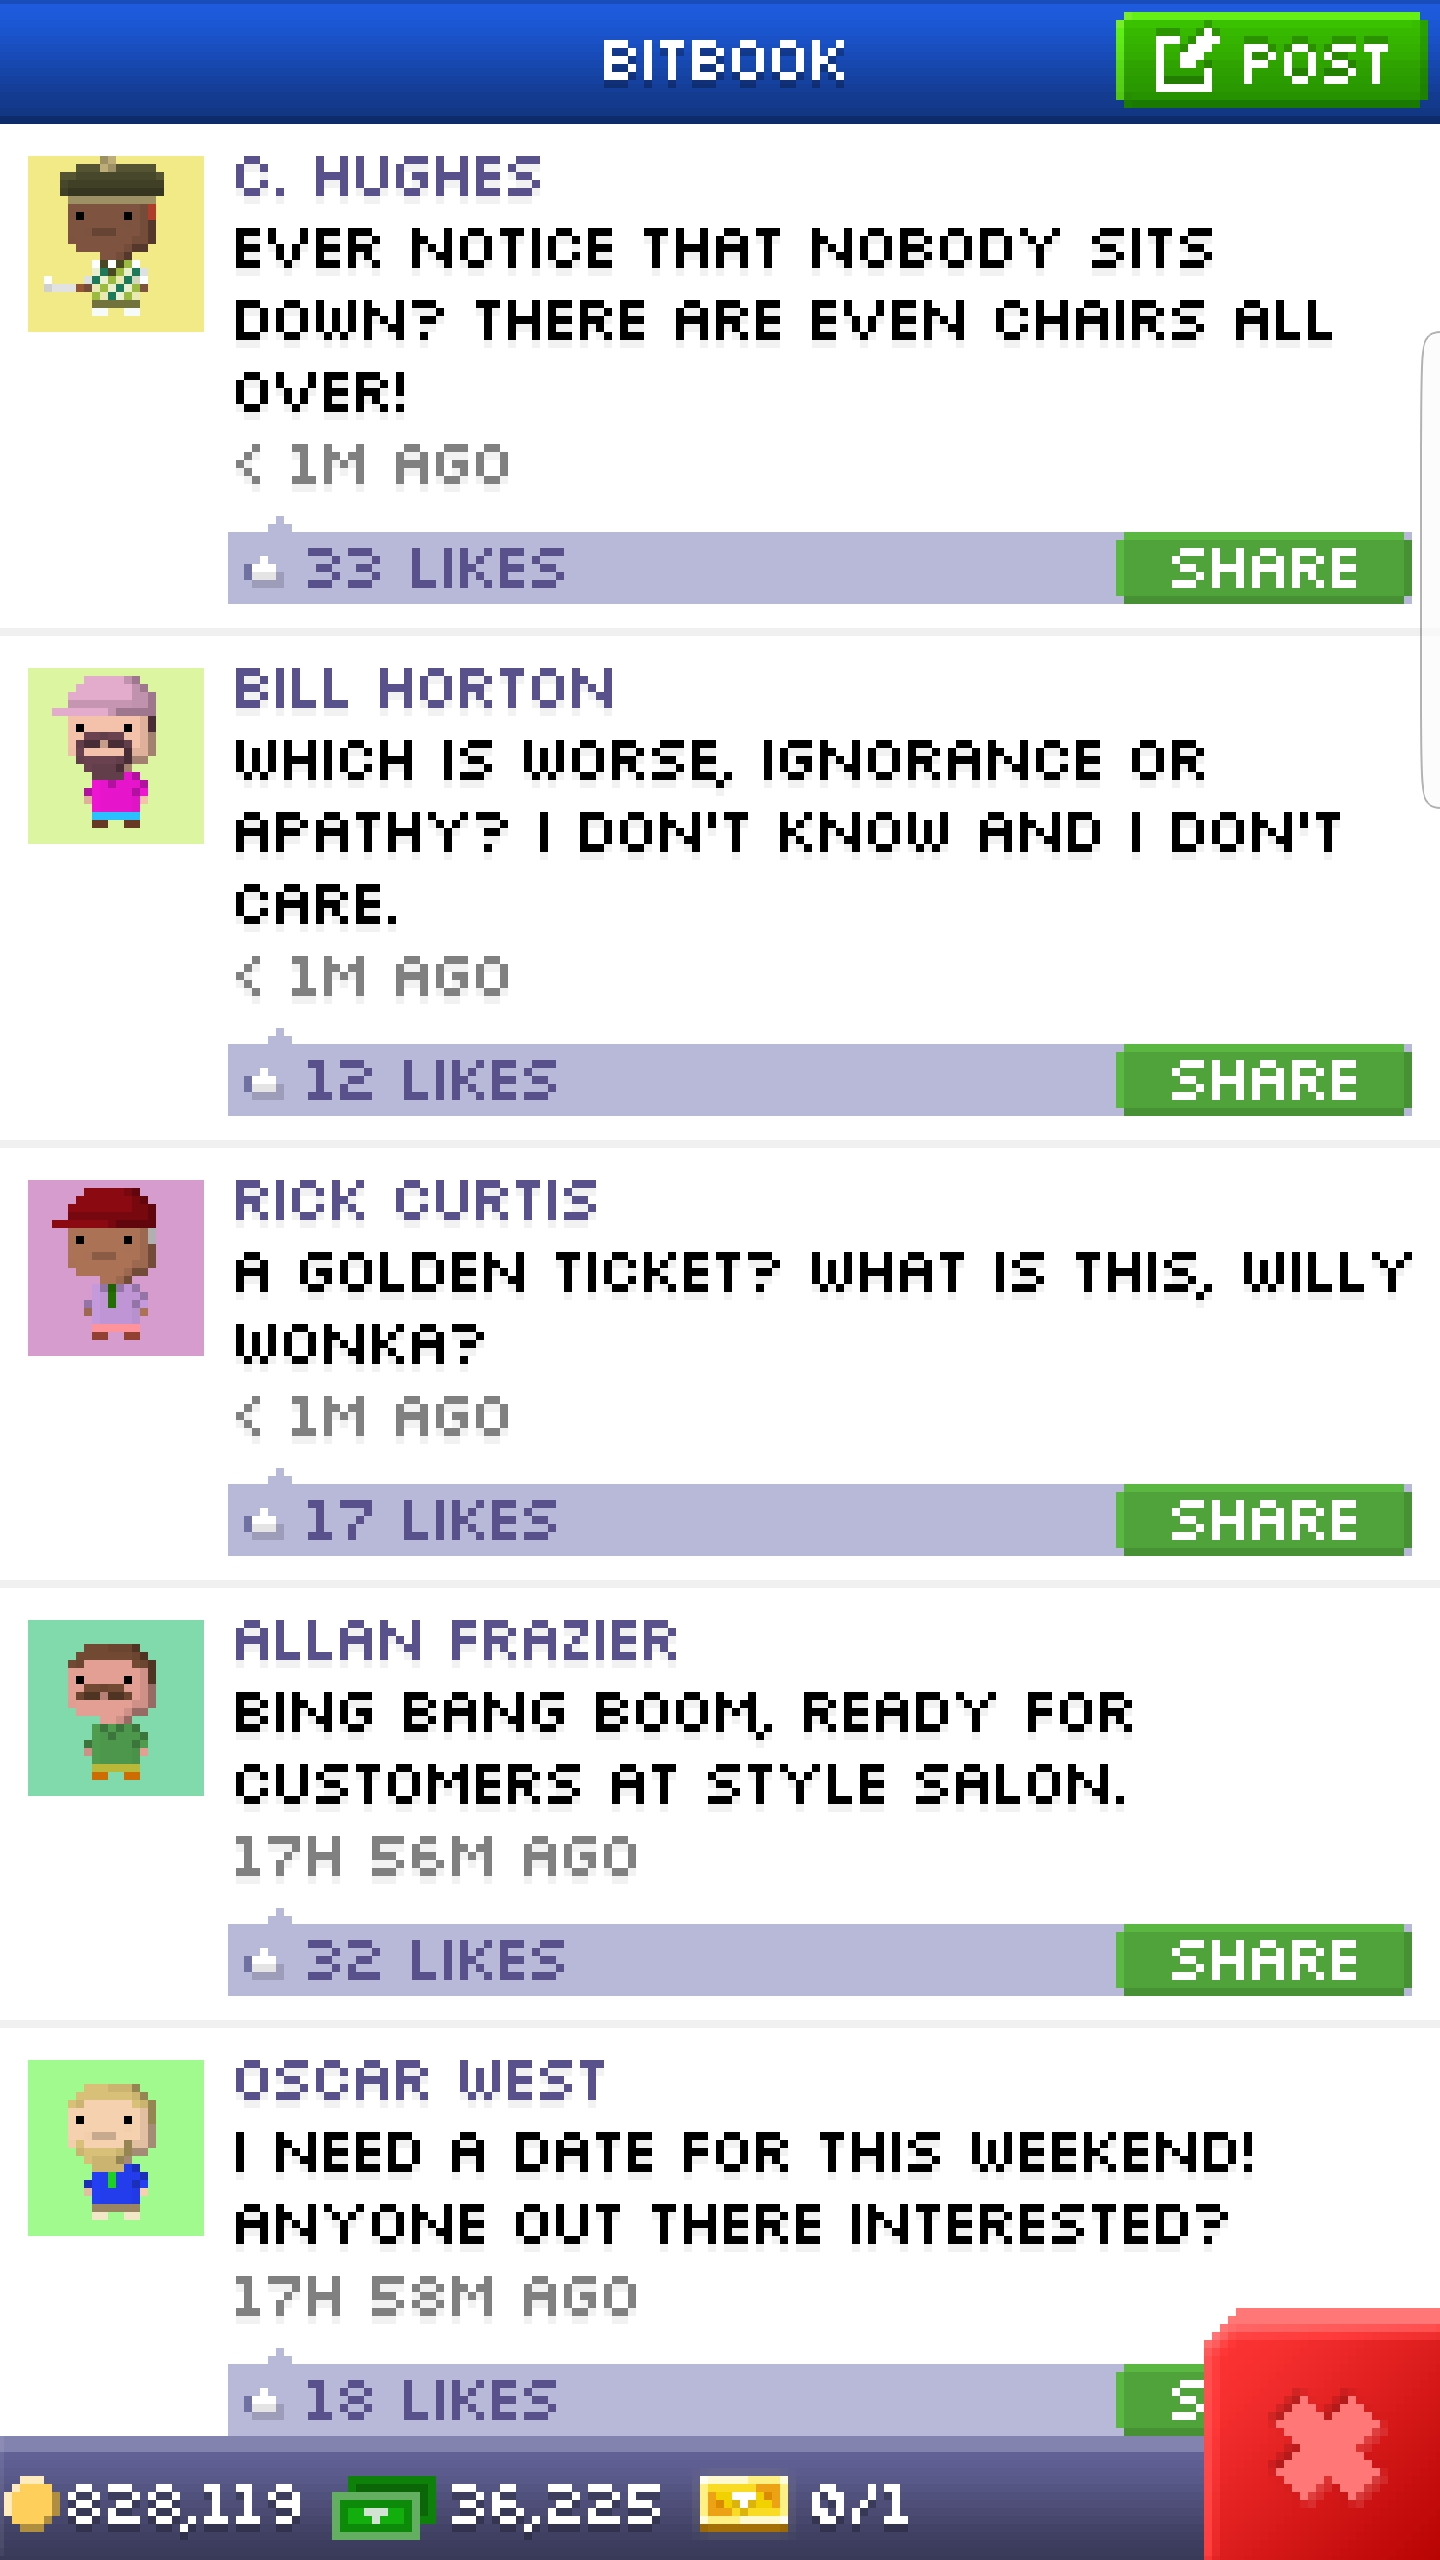 BITBOOK
POST
C. HUGHES
EVER NOTICE THAT NOBODY SITS
DOWN? THERE ARE EVEN CHAIRS ALL
OVER!
< 1M AGO
33 LIKES
SHARE
BILL HORTON
WHICH IS WORSE, IGNORANCE OR
APATHY? I DON'T KNOW AND I DON'T
CARE.
< 1M AGO
12 LIKES
SHARE
RICK CURTIS
A GOLDEN TICKET? WHAT IS THIS, WILLY
WONKA?
< 1M AGO
17 LIKES
SHARE
ALLAN FRAZIER
BING BANG BOOM, READY FOR
CUSTOMERS AT STYLE SALON.
17H 56M AGO
32 LIKES
SHARE
OSCAR WEST
I NEED A DATE FOR THIS WEEKEND!
ANYONE OUT THERE INTERESTED?
17H 58M AGO
18 LIKES
S
828,119
36,225
0/1